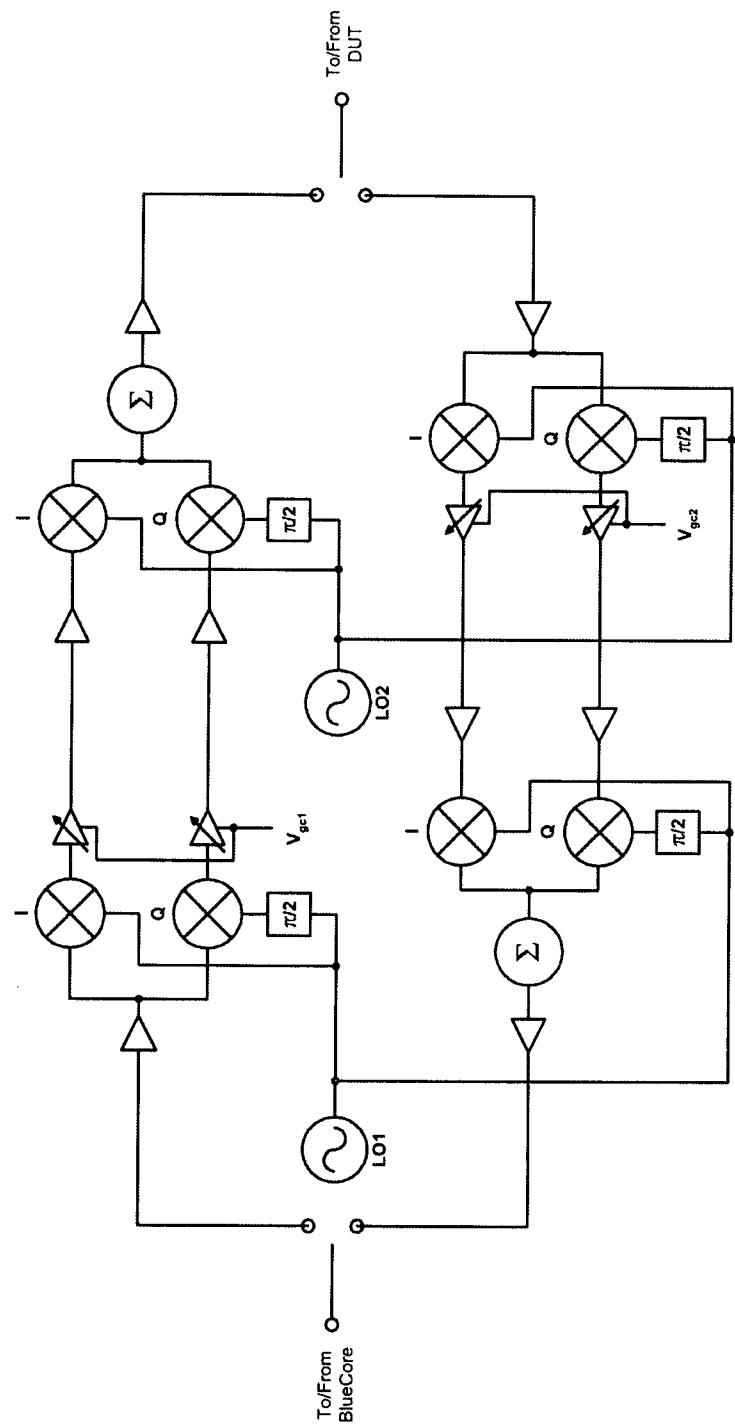 I
I
Q
π/2
Q
π/2
Σ
V_gc1
To/From
BlueCore
LO1
LO2
To/From
DUT
I
I
Q
π/2
Q
π/2
Σ
V_gc2